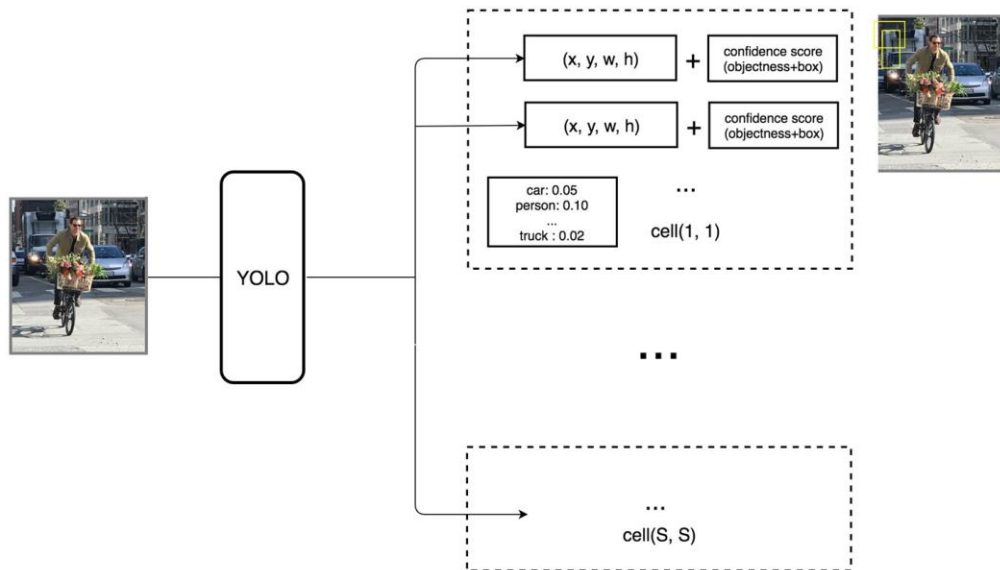 (x, y, w, h)
+
confidence score
(objectness+box)
(x, y, w, h)
+
confidence score
(objectness+box)
car: 0.05
person: 0.10
...
truck : 0.02
...
cell(1, 1)
YOLO
...
...
cell(S, S)